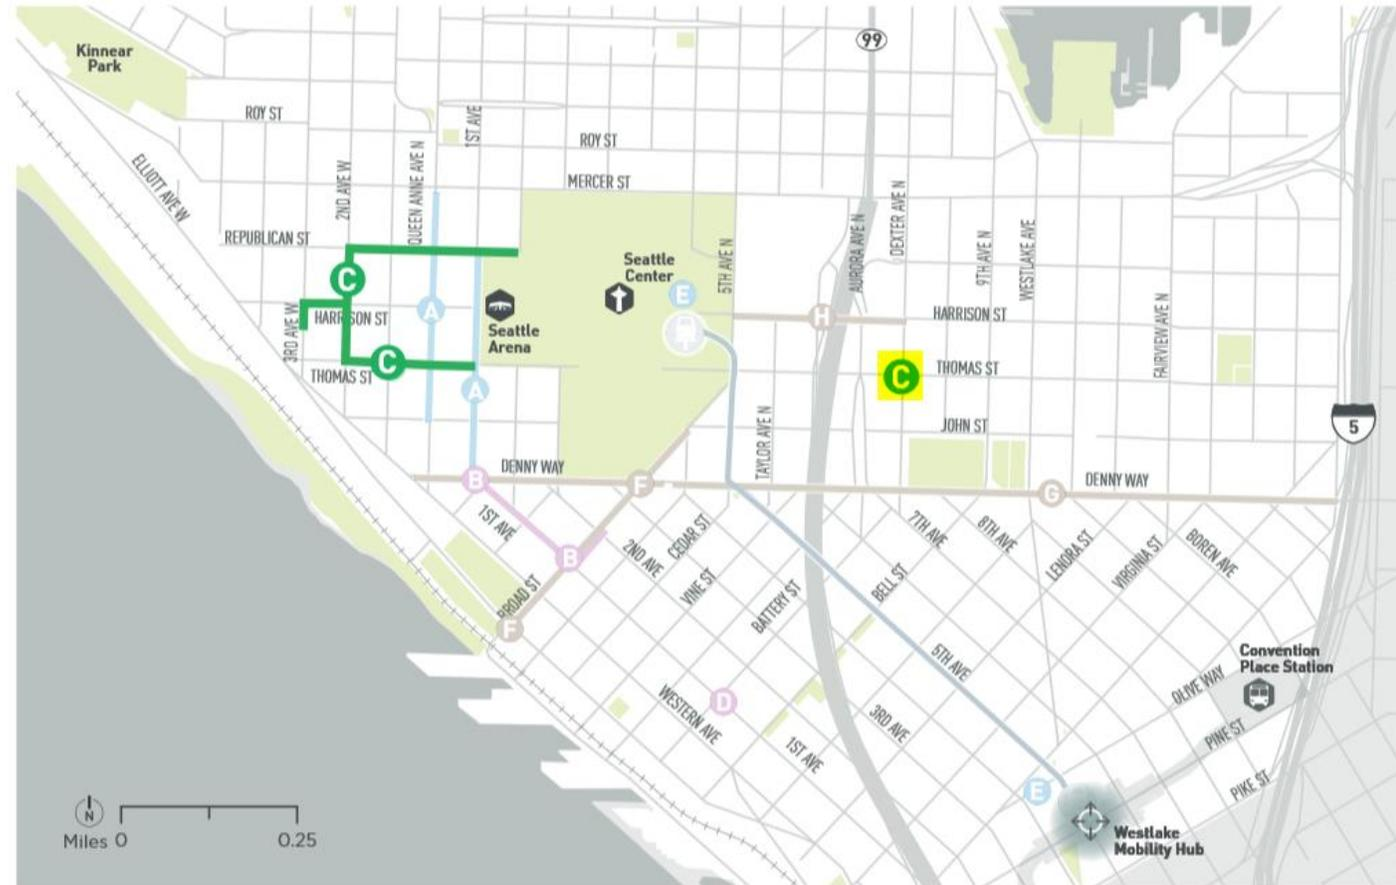 99
Kinnear
Park
ROY ST
1ST AVE
ROY ST
ELLIOTT AVE W
2ND AVE W
QUEEN ANNE AVE N
MERCER ST
DEXTER AVE N
REPUBLICAN ST
5TH AVE N
AURORA AVE N
9TH AVE N
WESTLAKE AVE
Seattle
Center
C
E
A
3RD AVE W
HARRISON ST
Seattle
Arena
H
HARRISON ST
FAIRVIEW AVE N
C
THOMAS ST
A
C
THOMAS ST
TAYLOR AVE N
JOHN ST
5
DENNY WAY
B
F
DENNY WAY
G
1ST AVE
B
2ND AVE
CEDAR ST
VINE ST
BATTERY ST
BELL ST
7TH AVE
8TH AVE
LENORA ST
VIRGINIA ST
BOREN AVE
BROAD ST
F
5TH AVE
Convention
Place Station
OLIVE WAY
WESTERN AVE
D
1ST AVE
3RD AVE
PINE ST
PIKE ST
E
Westlake
Mobility Hub
N
Miles 0 0.25